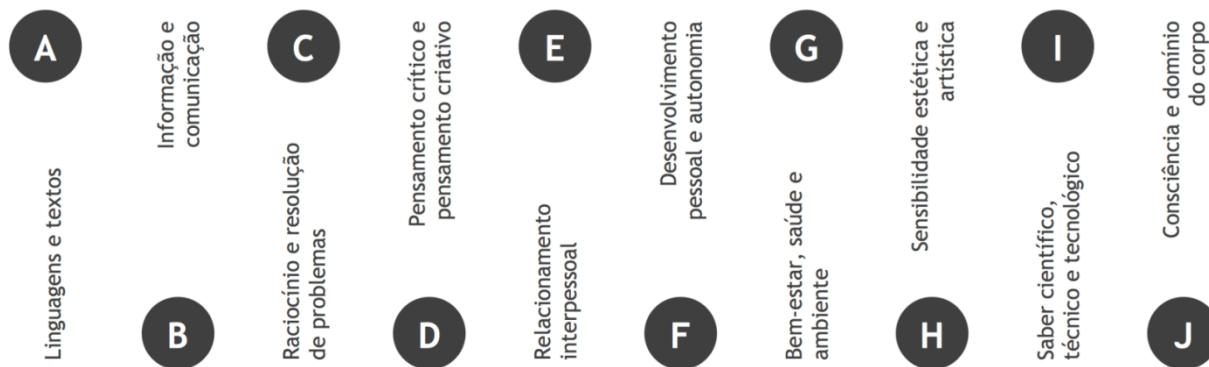 A
Linguagens e textos
Informação e
comunicação
B
C
Raciocínio e resolução
de problemas
Pensamento crítico e
pensamento criativo
D
E
Relacionamento
interpessoal
Desenvolvimento
pessoal e autonomia
F
G
Bem-estar, saúde e
ambiente
Sensibilidade estética e
artística
H
I
Saber científico,
técnico e tecnológico
Consciência e domínio
do corpo
J